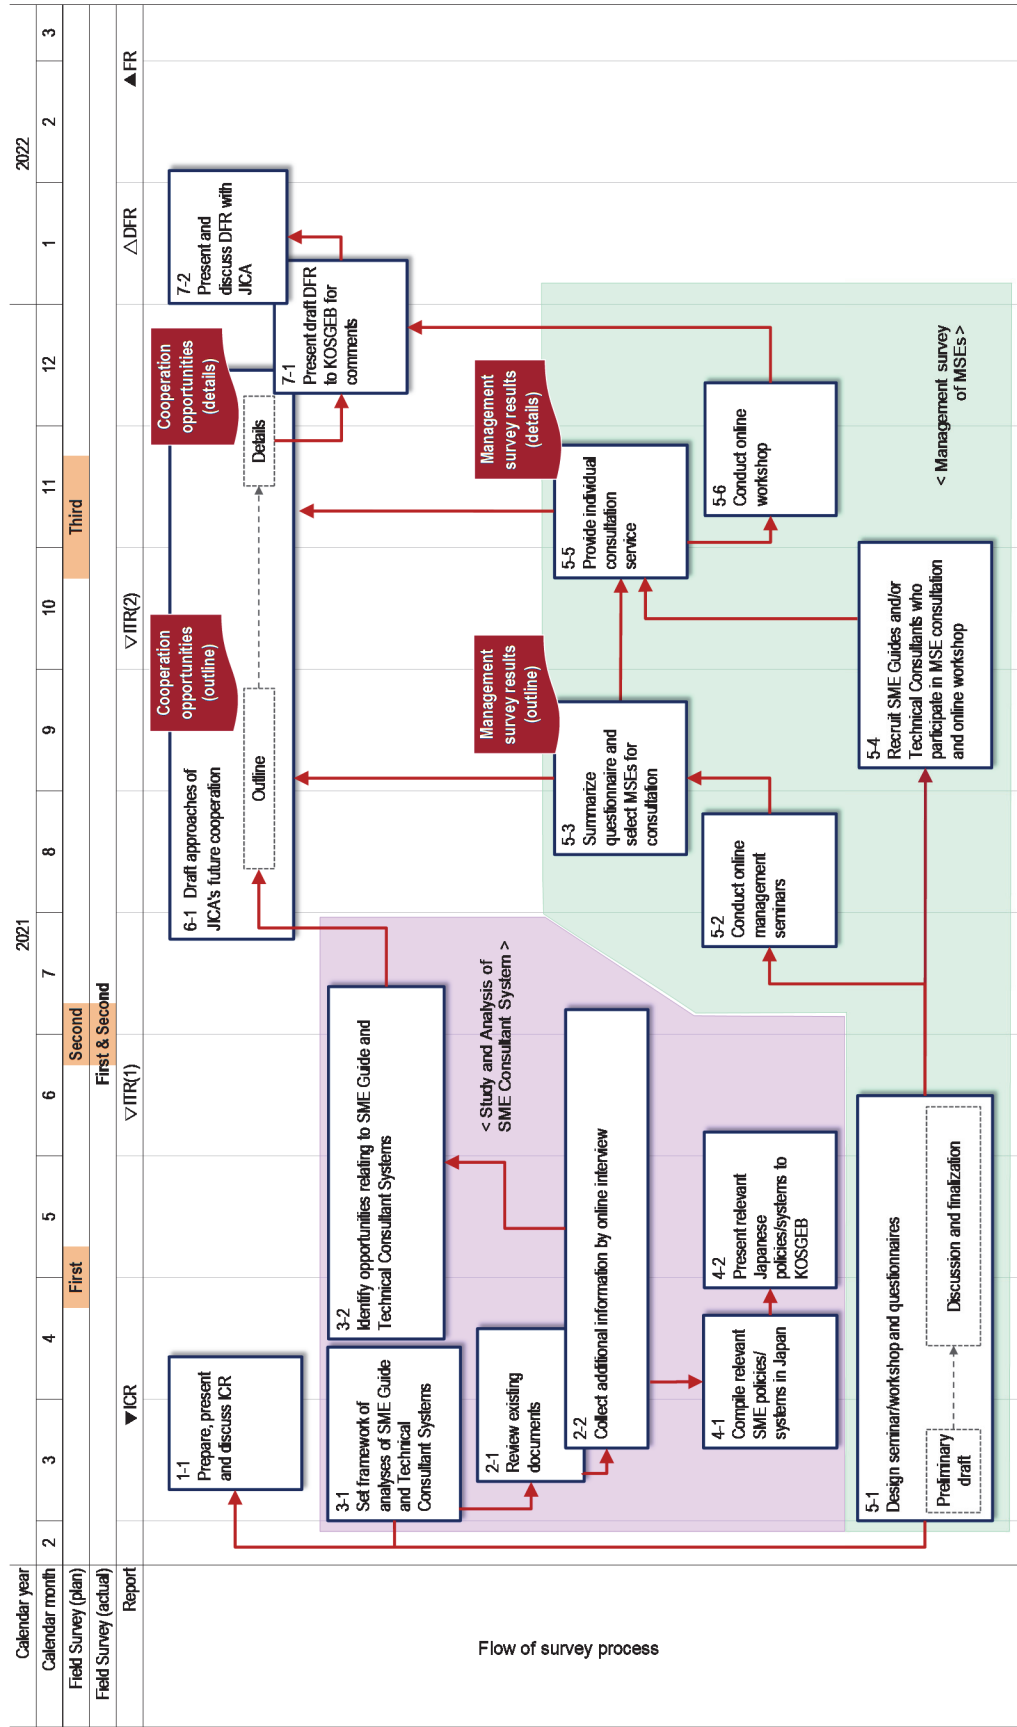 Calendar year
2021
2022
Calendar month
2
3
4
5
6
7
8
9
10
11
12
1
2
3
Field Survey (plan)
First
Second
Third
Field Survey (actual)
First & Second
Report
▼ICR
▽ITR(1)
▽ITR(2)
△DFR
▲FR
Flow of survey process
1-1
Prepare, present
and discuss ICR
6-1 Draft approaches of
JICA's future cooperation
Outline
Details
Cooperation
opportunities
(outline)
Cooperation
opportunities
(details)
7-2
Present and
discuss DFR with
JICA
7-1
Present draft DFR
to KOSGEB for
comments
3-1
Set framework of
analyses of SME Guide
and Technical
Consultant Systems
3-2
Identify opportunities relating to SME Guide and
Technical Consultant Systems
2-1
Review existing
documents
< Study and Analysis of
SME Consultant System >
2-2
Collect additional information by online interview
4-1
Compile relevant
SME policies/
systems in Japan
4-2
Present relevant
Japanese
policies/systems to
KOSGEB
Management
survey results
(outline)
Management
survey results
(details)
5-3
Summarize
questionnaire and
select MSEs for
consultation
5-5
Provide individual
consultation
service
5-2
Conduct online
management
seminars
5-6
Conduct online
workshop
5-1
Design seminar/workshop and questionnaires
Preliminary
draft
Discussion and finalization
5-4
Recruit SME Guides and/or
Technical Consultants who
participate in MSE consultation
and online workshop
< Management survey
of MSEs >